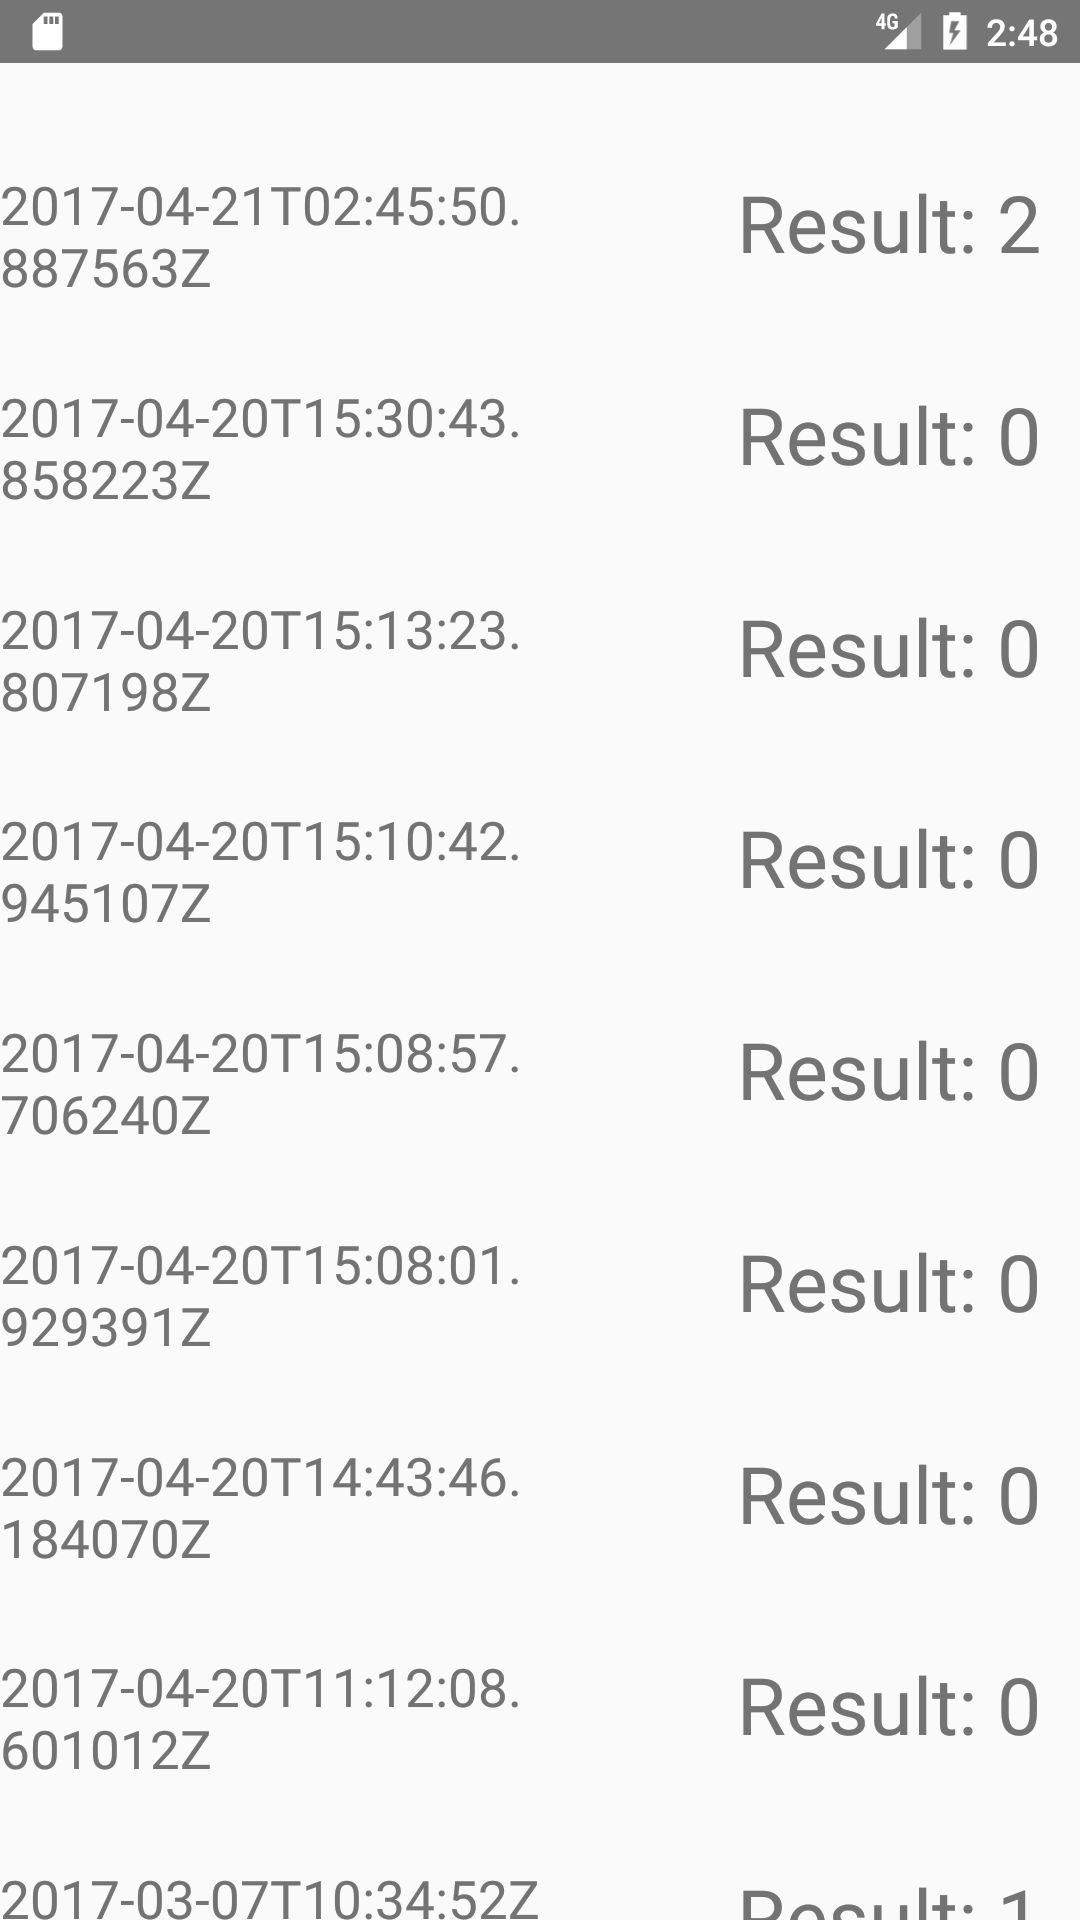 4G 2:48
2017-04-21T02:45:50.
887563Z
Result: 2
2017-04-20T15:30:43.
858223Z
Result: 0
2017-04-20T15:13:23.
807198Z
Result: 0
2017-04-20T15:10:42.
945107Z
Result: 0
2017-04-20T15:08:57.
706240Z
Result: 0
2017-04-20T15:08:01.
929391Z
Result: 0
2017-04-20T14:43:46.
184070Z
Result: 0
2017-04-20T11:12:08.
601012Z
Result: 0
2017-03-07T10:34:52Z
Result: 1